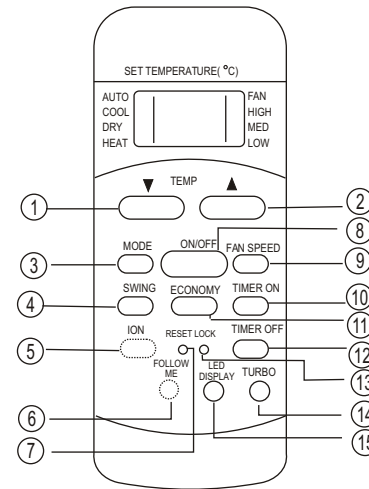 SET TEMPERATURE( °C)
AUTO FAN
COOL HIGH
DRY MED
HEAT LOW
▼ TEMP ▲
1 2
8
MODE ON/OFF FAN SPEED
3 9
SWING ECONOMY TIMER ON
4 10
11
ION RESET LOCK TIMER OFF
5 12
FOLLOW ME LED DISPLAY TURBO
13
6 14
7 15